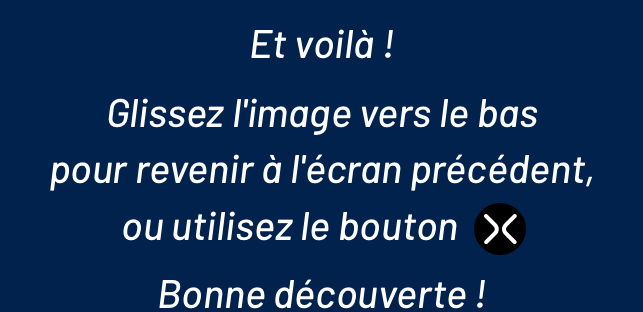 Et voilà !
Glissez l'image vers le bas
pour revenir à l'écran précédent,
ou utilisez le bouton
Bonne découverte !